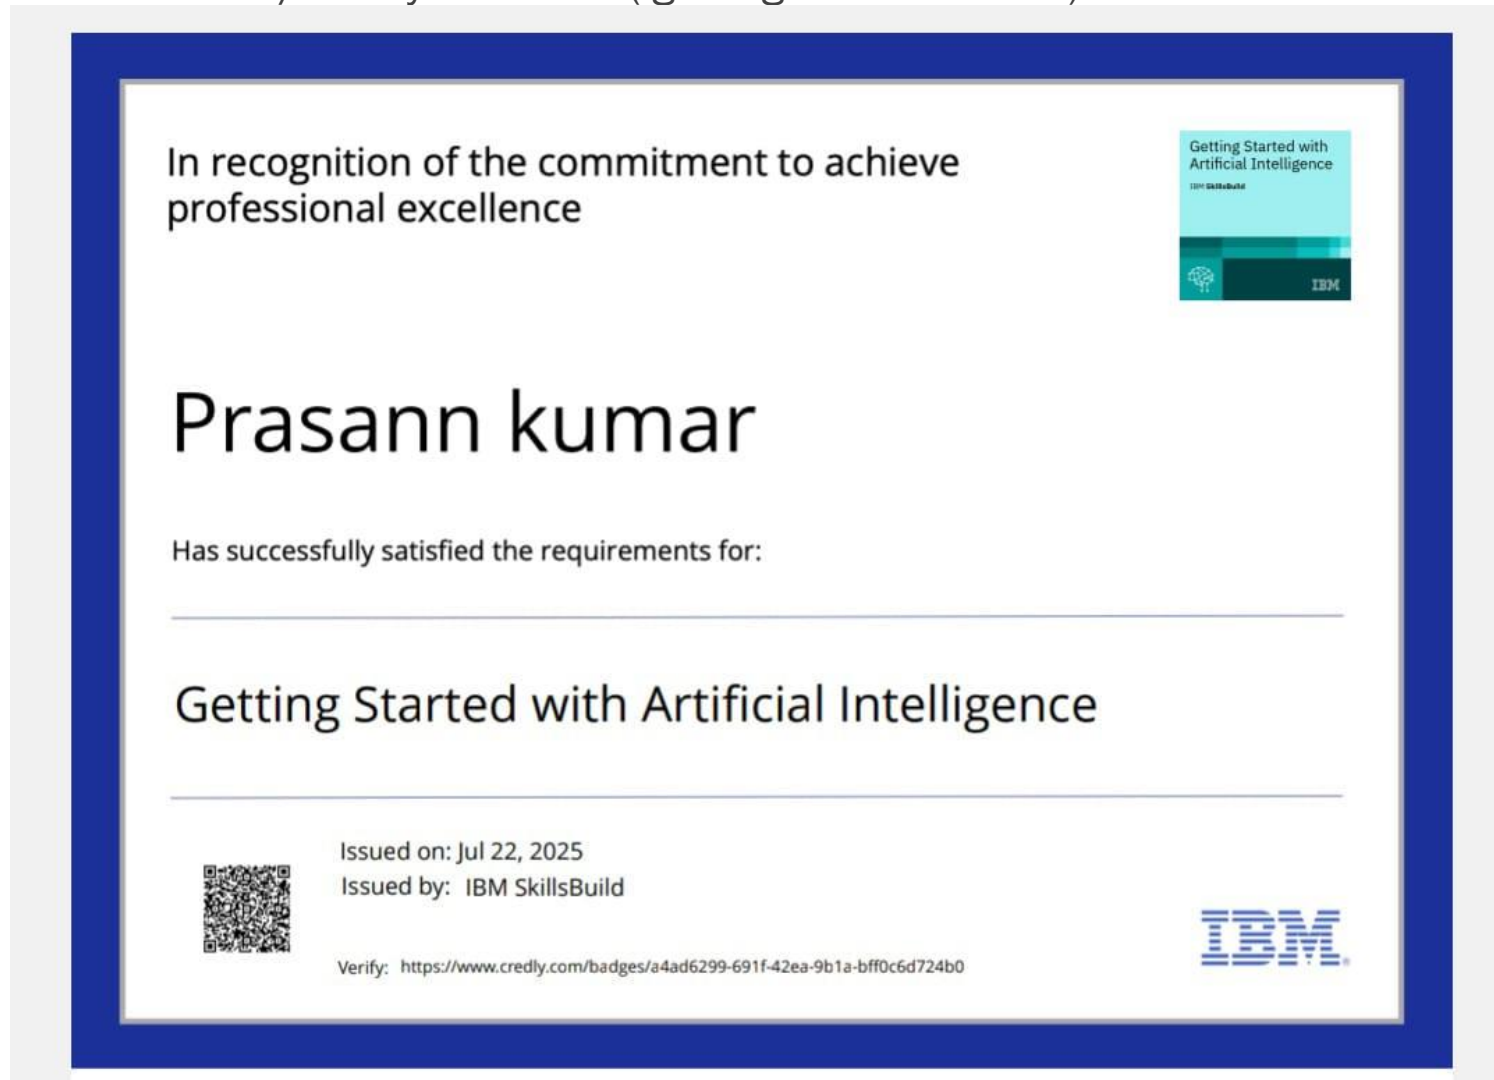 In recognition of the commitment to achieve
professional excellence
Getting Started with
Artificial Intelligence
IBM SkillsBuild
IBM
Prasann kumar
Has successfully satisfied the requirements for:
Getting Started with Artificial Intelligence
Issued on: Jul 22, 2025
Issued by: IBM SkillsBuild
Verify: https://www.credly.com/badges/a4ad6299-691f-42ea-9b1a-bff0c6d724b0
IBM